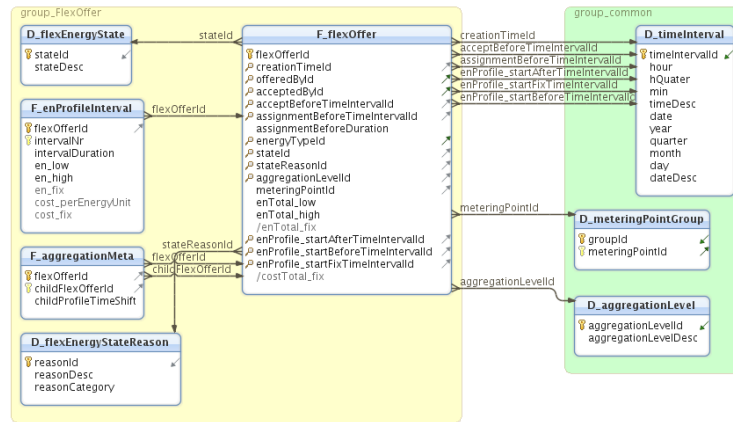 group_FlexOffer
D_flexEnergyState
stateId
stateDesc
F_enProfileInterval
flexOfferId
intervalNr
intervalDuration
en_low
en_high
en_fix
cost_perEnergyUnit
cost_fix
F_aggregationMeta
flexOfferId
childFlexOfferId
childProfileTimeShift
D_flexEnergyStateReason
reasonId
reasonDesc
reasonCategory
stateId
flexOfferId
stateReasonId
flexOfferId
childFlexOfferId
F_flexOffer
flexOfferId
creationTimeId
offeredById
acceptedById
acceptBeforeTimeIntervalId
assignmentBeforeTimeIntervalId
assignmentBeforeDuration
energyTypeId
stateId
stateReasonId
aggregationLevelId
meteringPointId
enTotal_low
enTotal_high
/enTotal_fix
enProfile_startAfterTimeIntervalId
enProfile_startBeforeTimeIntervalId
enProfile_startFixTimeIntervalId
/costTotal_fix
creationTimeId
acceptBeforeTimeIntervalId
assignmentBeforeTimeIntervalId
enProfile_startAfterTimeIntervalId
enProfile_startFixTimeIntervalId
enProfile_startBeforeTimeIntervalId
meteringPointId
aggregationLevelId
group_common
D_timeInterval
timeIntervalId
hour
hQuater
min
timeDesc
date
year
quarter
month
day
dateDesc
D_meteringPointGroup
groupId
meteringPointId
D_aggregationLevel
aggregationLevelId
aggregationLevelDesc